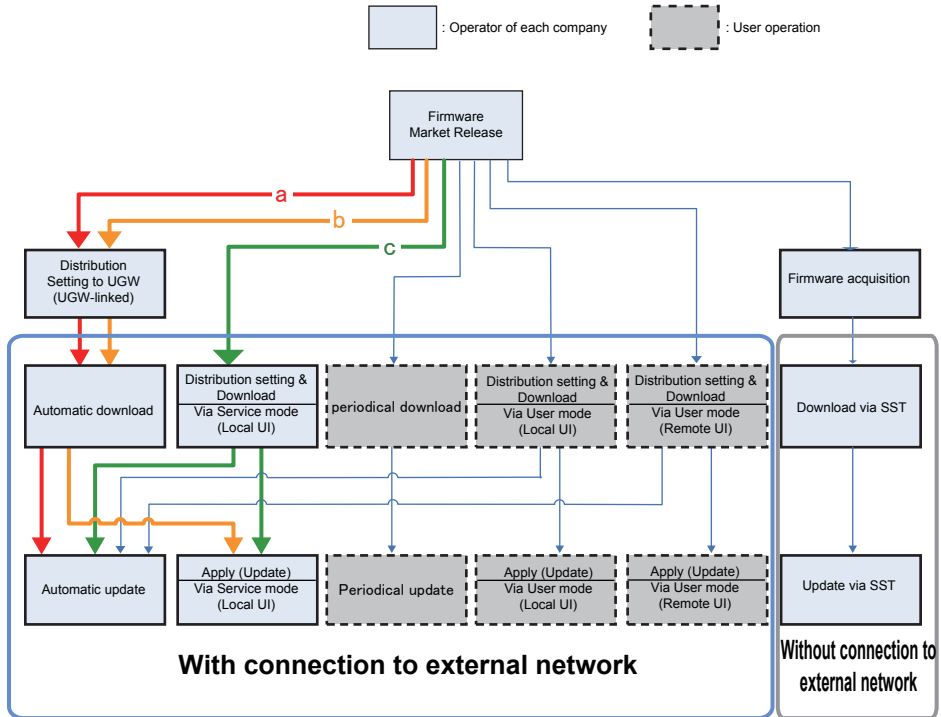 : Operator of each company
: User operation
Firmware
Market Release
a
b
c
Distribution
Setting to UGW
(UGW-linked)
Firmware acquisition
Automatic download
Distribution setting &
Download
Via Service mode
(Local UI)
periodical download
Distribution setting &
Download
Via User mode
(Local UI)
Distribution setting &
Download
Via User mode
(Remote UI)
Download via SST
Automatic update
Apply (Update)
Via Service mode
(Local UI)
Periodical update
Apply (Update)
Via User mode
(Local UI)
Apply (Update)
Via User mode
(Remote UI)
Update via SST
With connection to external network
Without connection to
external network